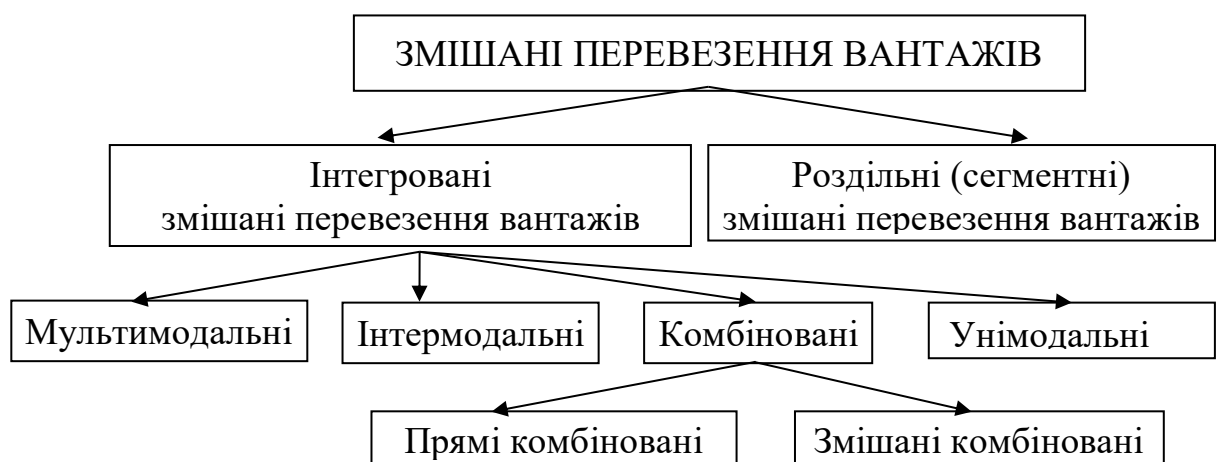 ЗМІШАНІ ПЕРЕВЕЗЕННЯ ВАНТАЖІВ
Інтегровані
змішані перевезення вантажів
Роздільні (сегментні)
змішані перевезення вантажів
Мультимодальні
Інтермодальні
Комбіновані
Унімодальні
Прямі комбіновані
Змішані комбіновані